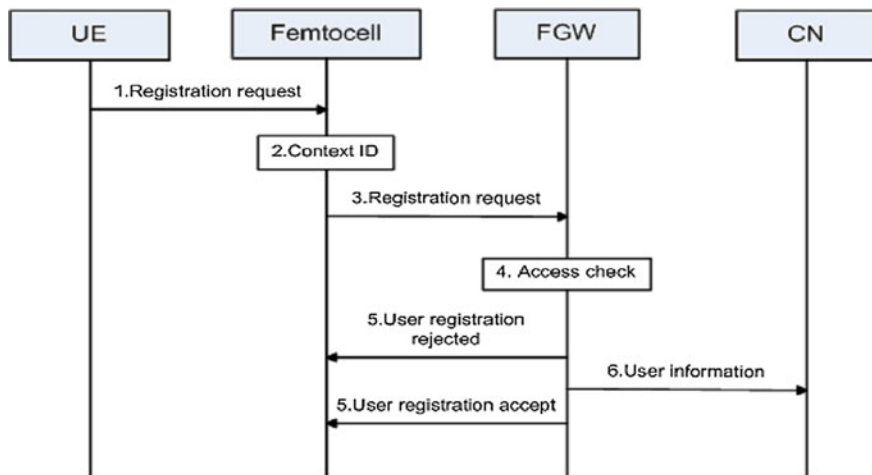 UE
Femtocell
FGW
CN
1.Registration request
2.Context ID
3.Registration request
4. Access check
5.User registration
rejected
6.User information
5.User registration accept